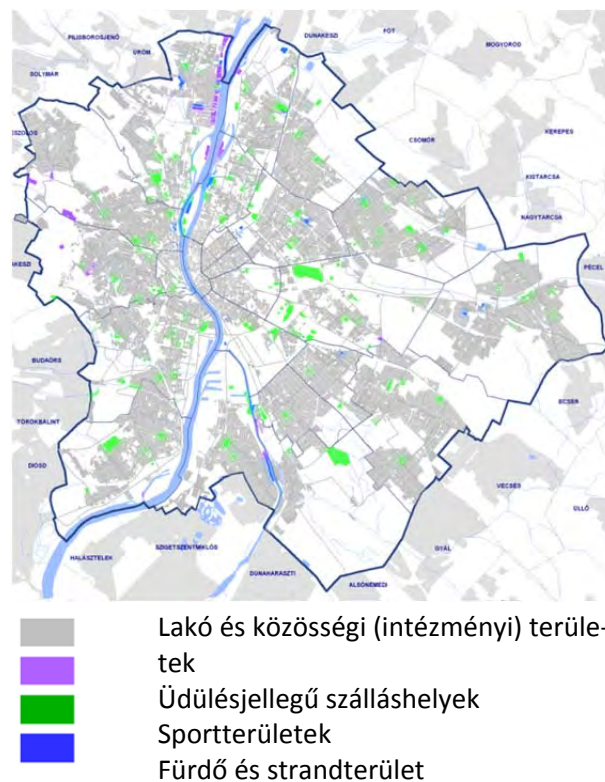 PILISBOROSJENŐ
ÜRÖM
SOLYMÁR
DUNAKESZI
FÓT
MOGYORÓD
CSÖMÖR
KEREPES
KISTARCSA
NAGYTARCSA
PÉCEL
BUDAÖRS
TÖRÖKBÁLINT
DIÓSD
ECSER
VECSÉS
ÜLLŐ
GYÁL
HALÁSZTELEK
SZIGETSZENTMIKLÓS
DUNAHARASZTI
ALSÓNÉMEDI
Lakó és közösségi (intézményi) terüle-
tek
Üdülésjellegű szálláshelyek
Sportterületek
Fürdő és strandterület